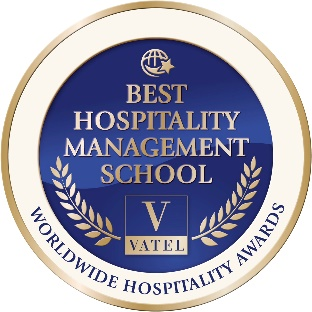 BEST
HOSPITALITY
MANAGEMENT
SCHOOL
V
VATEL
WORLDWIDE HOSPITALITY AWARDS